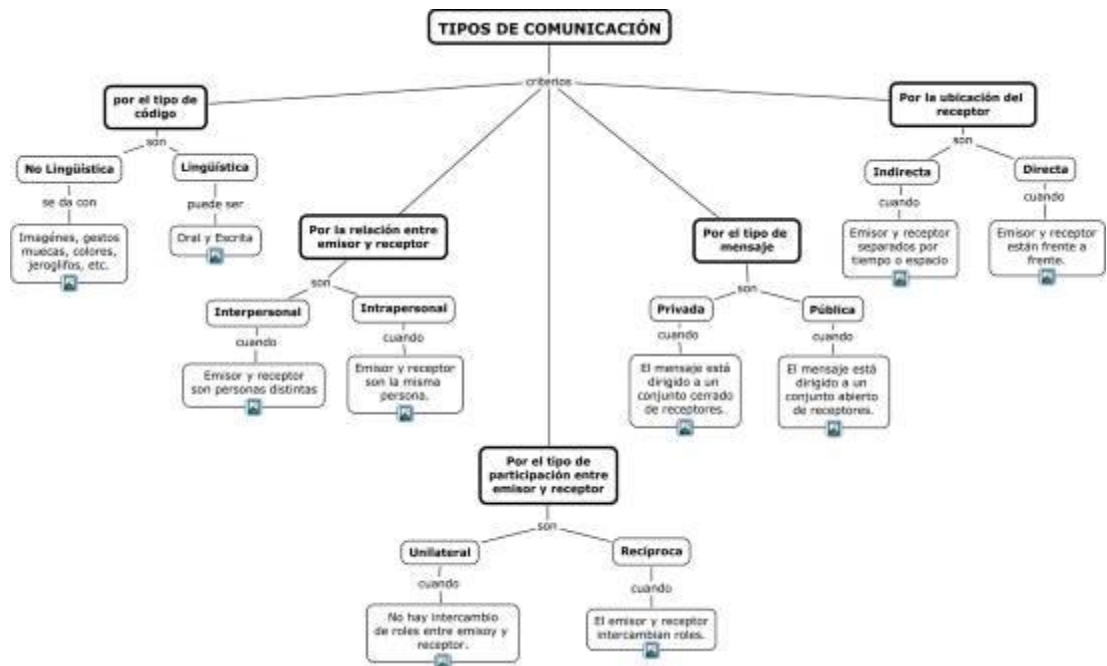 TIPOS DE COMUNICACIÓN
criterios
por el tipo de
código
son
No Lingüística
se da con
Imagénes, gestos
muecas, colores,
jeroglifos, etc.
Lingüística
puede ser
Oral y Escrita
Por la relación entre
emisor y receptor
son
Interpersonal
cuando
Emisor y receptor
son personas distintas
Intrapersonal
cuando
Emisor y receptor
son la misma
persona.
Por el tipo de
participación entre
emisor y receptor
son
Unilateral
cuando
No hay intercambio
de roles entre emisoy y
receptor.
Recíproca
cuando
El emisor y receptor
intercambian roles.
Por el tipo de
mensaje
son
Privada
cuando
El mensaje está
dirigido a un
conjunto cerrado
de receptores.
Pública
cuando
El mensaje está
dirigido a un
conjunto abierto
de receptores.
Por la ubicación del
receptor
son
Indirecta
cuando
Emisor y receptor
separados por
tiempo o espacio
Directa
cuando
Emisor y receptor
están frente a
frente.